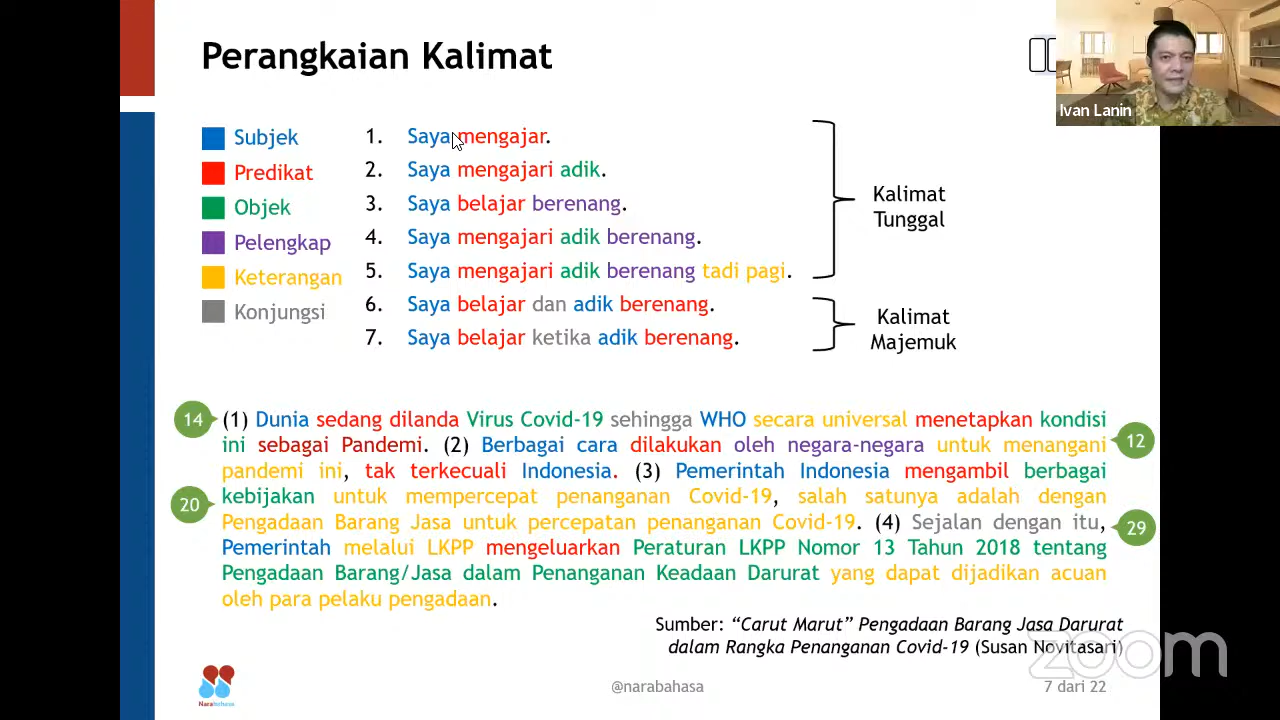 Perangkaian Kalimat
Ivan Lanin
Subjek
Predikat
Objek
Pelengkap
Keterangan
Konjungsi
1. Saya mengajar.
2. Saya mengajari adik.
3. Saya belajar berenang.
4. Saya mengajari adik berenang.
5. Saya mengajari adik berenang tadi pagi.
6. Saya belajar dan adik berenang.
7. Saya belajar ketika adik berenang.
Kalimat
Tunggal
Kalimat
Majemuk
14
12
20
29
(1) Dunia sedang dilanda Virus Covid-19 sehingga WHO secara universal menetapkan kondisi
ini sebagai Pandemi. (2) Berbagai cara dilakukan oleh negara-negara untuk menangani
pandemi ini, tak terkecuali Indonesia. (3) Pemerintah Indonesia mengambil berbagai
kebijakan untuk mempercepat penanganan Covid-19, salah satunya adalah dengan
Pengadaan Barang Jasa untuk percepatan penanganan Covid-19. (4) Sejalan dengan itu,
Pemerintah melalui LKPP mengeluarkan Peraturan LKPP Nomor 13 Tahun 2018 tentang
Pengadaan Barang/Jasa dalam Penanganan Keadaan Darurat yang dapat dijadikan acuan
oleh para pelaku pengadaan.
Sumber: “Carut Marut” Pengadaan Barang Jasa Darurat
dalam Rangka Penanganan Covid-19 (Susan Novitasari)
zoom
Narabahasa
@narabahasa
7 dari 22